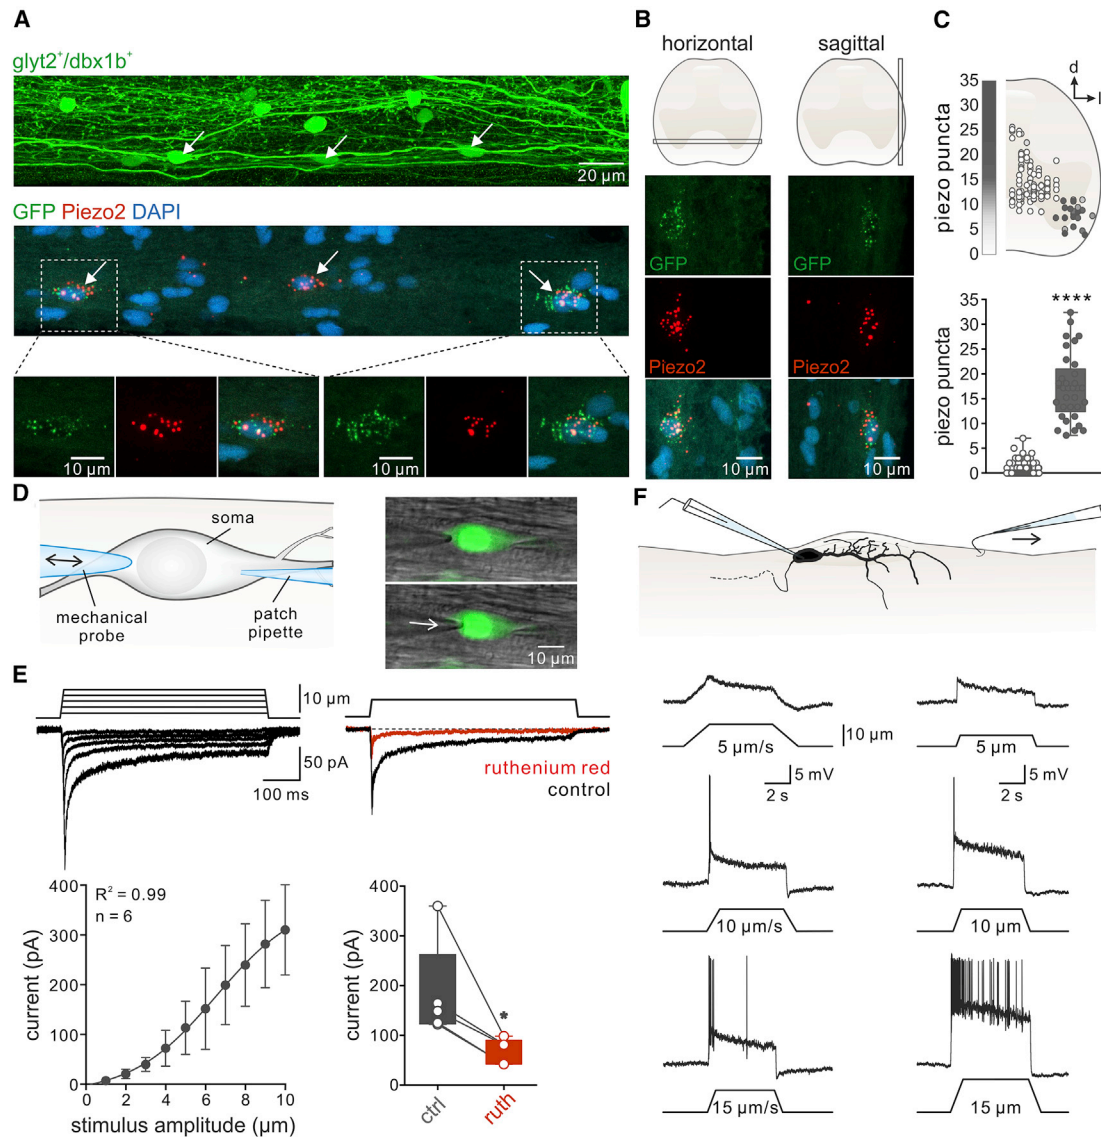 A
glyt2+/dbx1b+
20 µm
GFP Piezo2 DAPI
10 µm
10 µm
B
horizontal
sagittal
GFP
GFP
Piezo2
Piezo2
10 µm
10 µm
C
piezo puncta
35
30
25
20
15
10
5
0
d
l
piezo puncta
35
30
25
20
15
10
5
0
****
D
soma
mechanical
probe
patch
pipette
10 µm
E
10 µm
50 pA
100 ms
ruthenium red
control
current (pA)
400
300
200
100
0
R2 = 0.99
n = 6
0 2 4 6 8 10
stimulus amplitude (µm)
current (pA)
400
300
200
100
0
*
ctrl
ruth
F
5 µm/s
10 µm
5 µm
5 mV
2 s
5 mV
2 s
10 µm/s
10 µm
15 µm/s
15 µm